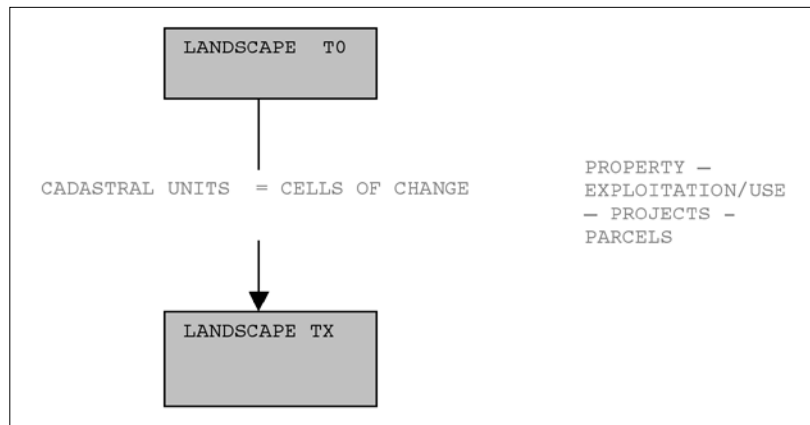 LANDSCAPE T0
CADASTRAL UNITS = CELLS OF CHANGE
PROPERTY –
EXPLOITATION/USE
– PROJECTS -
PARCELS
LANDSCAPE TX